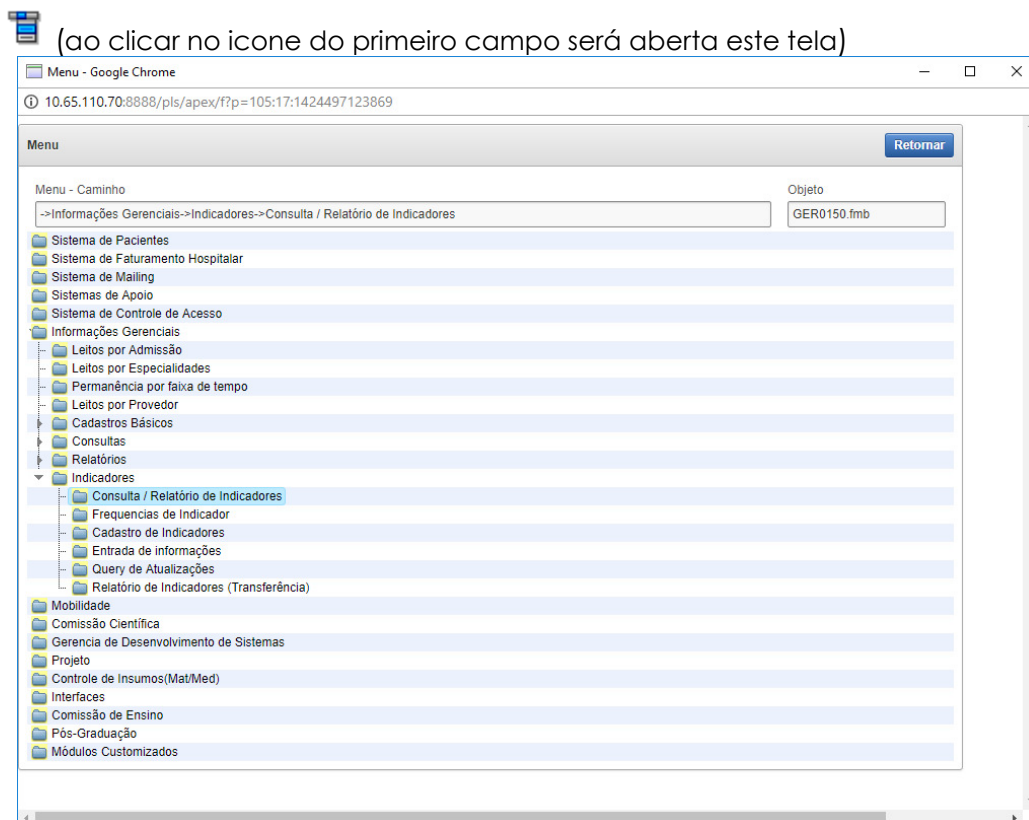 (ao clicar no icone do primeiro campo será aberta este tela)
Menu - Google Chrome
10.65.110.70:8888/pls/apex/f?p=105:17:1424497123869
Menu
Retornar
Menu - Caminho
Objeto
->Informações Gerenciais->Indicadores->Consulta / Relatório de Indicadores
GER0150.fmb
Sistema de Pacientes
Sistema de Faturamento Hospitalar
Sistema de Mailing
Sistemas de Apoio
Sistema de Controle de Acesso
Informações Gerenciais
Leitos por Admissão
Leitos por Especialidades
Permanência por faixa de tempo
Leitos por Provedor
Cadastros Básicos
Consultas
Relatórios
Indicadores
Consulta / Relatório de Indicadores
Frequencias de Indicador
Cadastro de Indicadores
Entrada de informações
Query de Atualizações
Relatório de Indicadores (Transferência)
Mobilidade
Comissão Científica
Gerencia de Desenvolvimento de Sistemas
Projeto
Controle de Insumos(Mat/Med)
Interfaces
Comissão de Ensino
Pós-Graduação
Módulos Customizados